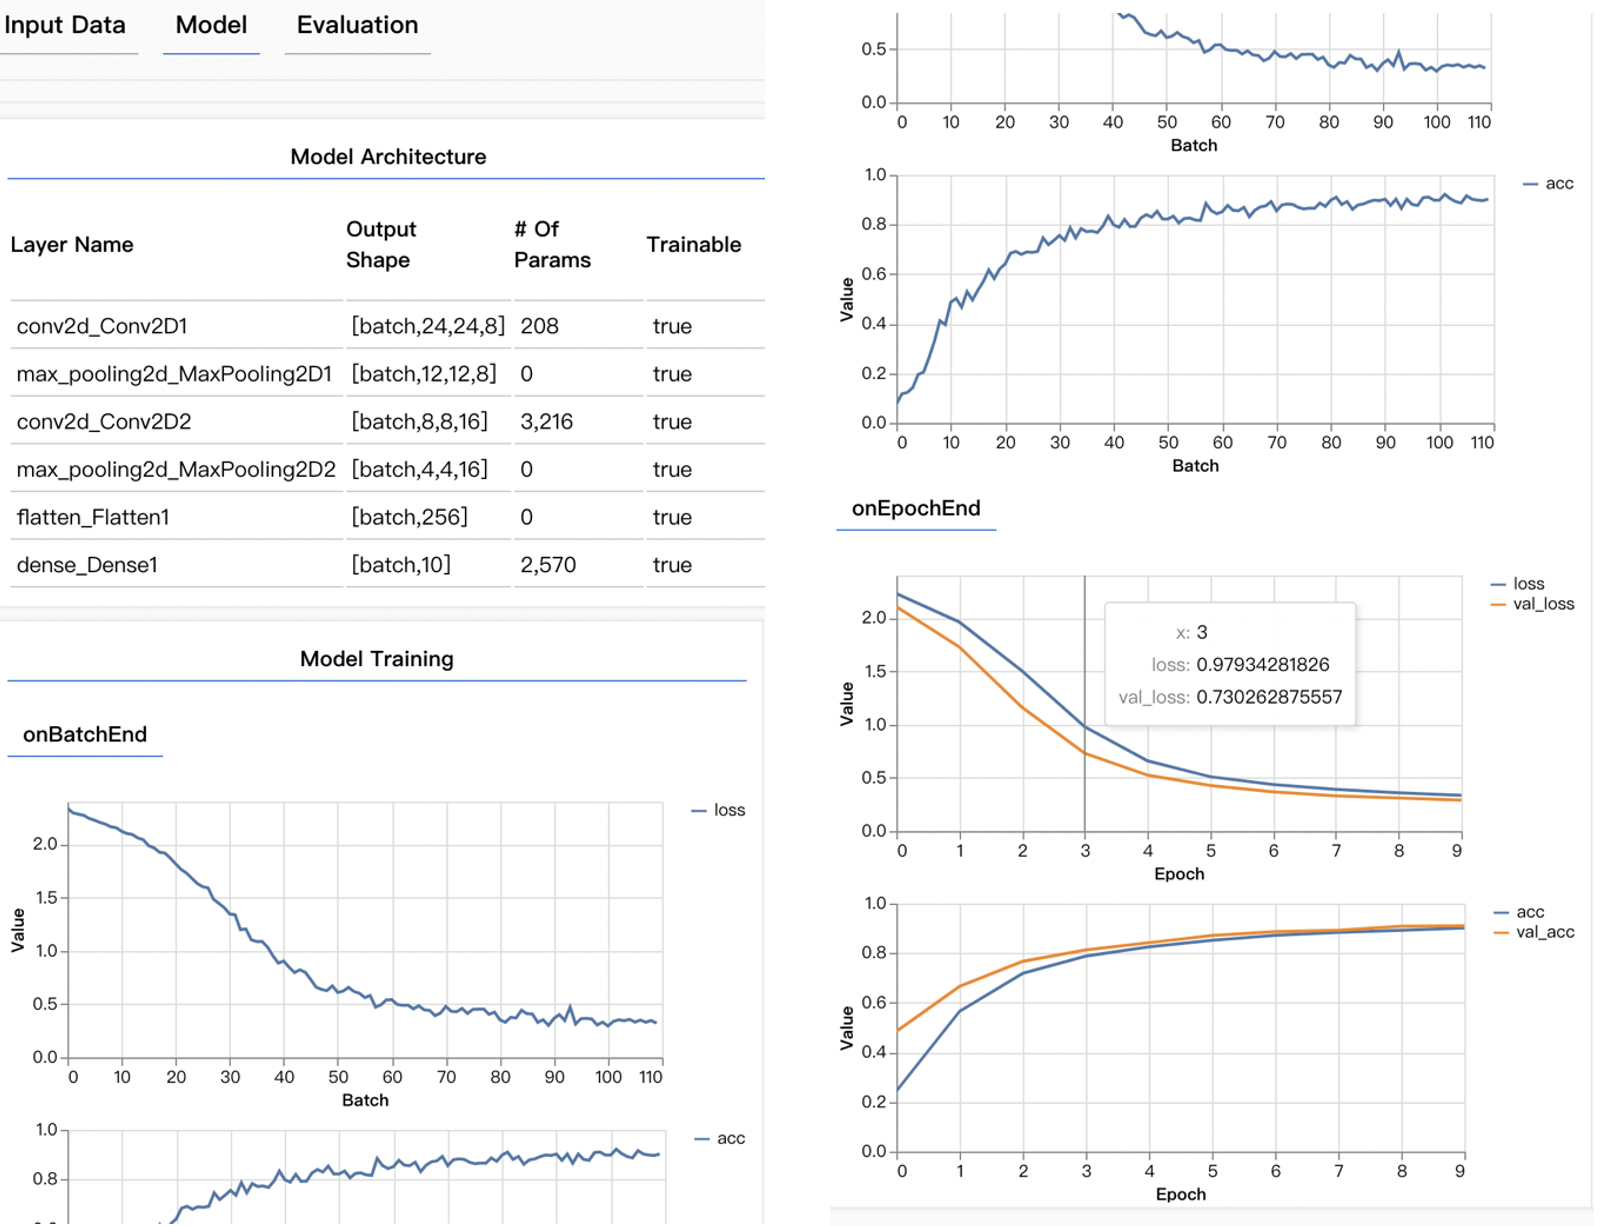 Input Data Model Evaluation
Model Architecture
Layer Name Output Shape # Of Params Trainable
conv2d_Conv2D1 [batch,24,24,8] 208 true
max_pooling2d_MaxPooling2D1 [batch,12,12,8] 0 true
conv2d_Conv2D2 [batch,8,8,16] 3,216 true
max_pooling2d_MaxPooling2D2 [batch,4,4,16] 0 true
flatten_Flatten1 [batch,256] 0 true
dense_Dense1 [batch,10] 2,570 true
Model Training
onBatchEnd
loss
2.0
1.5
1.0
0.5
0.0
Value
0 10 20 30 40 50 60 70 80 90 100 110
Batch
1.0
0.8
acc
0.5
0.0
0 10 20 30 40 50 60 70 80 90 100 110
Batch
1.0
0.8
0.6
0.4
0.2
0.0
Value
acc
0 10 20 30 40 50 60 70 80 90 100 110
Batch
onEpochEnd
loss
val_loss
2.0
1.5
1.0
0.5
0.0
Value
x: 3
loss: 0.97934281826
val_loss: 0.730262875557
0 1 2 3 4 5 6 7 8 9
Epoch
1.0
0.8
0.6
0.4
0.2
0.0
Value
acc
val_acc
0 1 2 3 4 5 6 7 8 9
Epoch